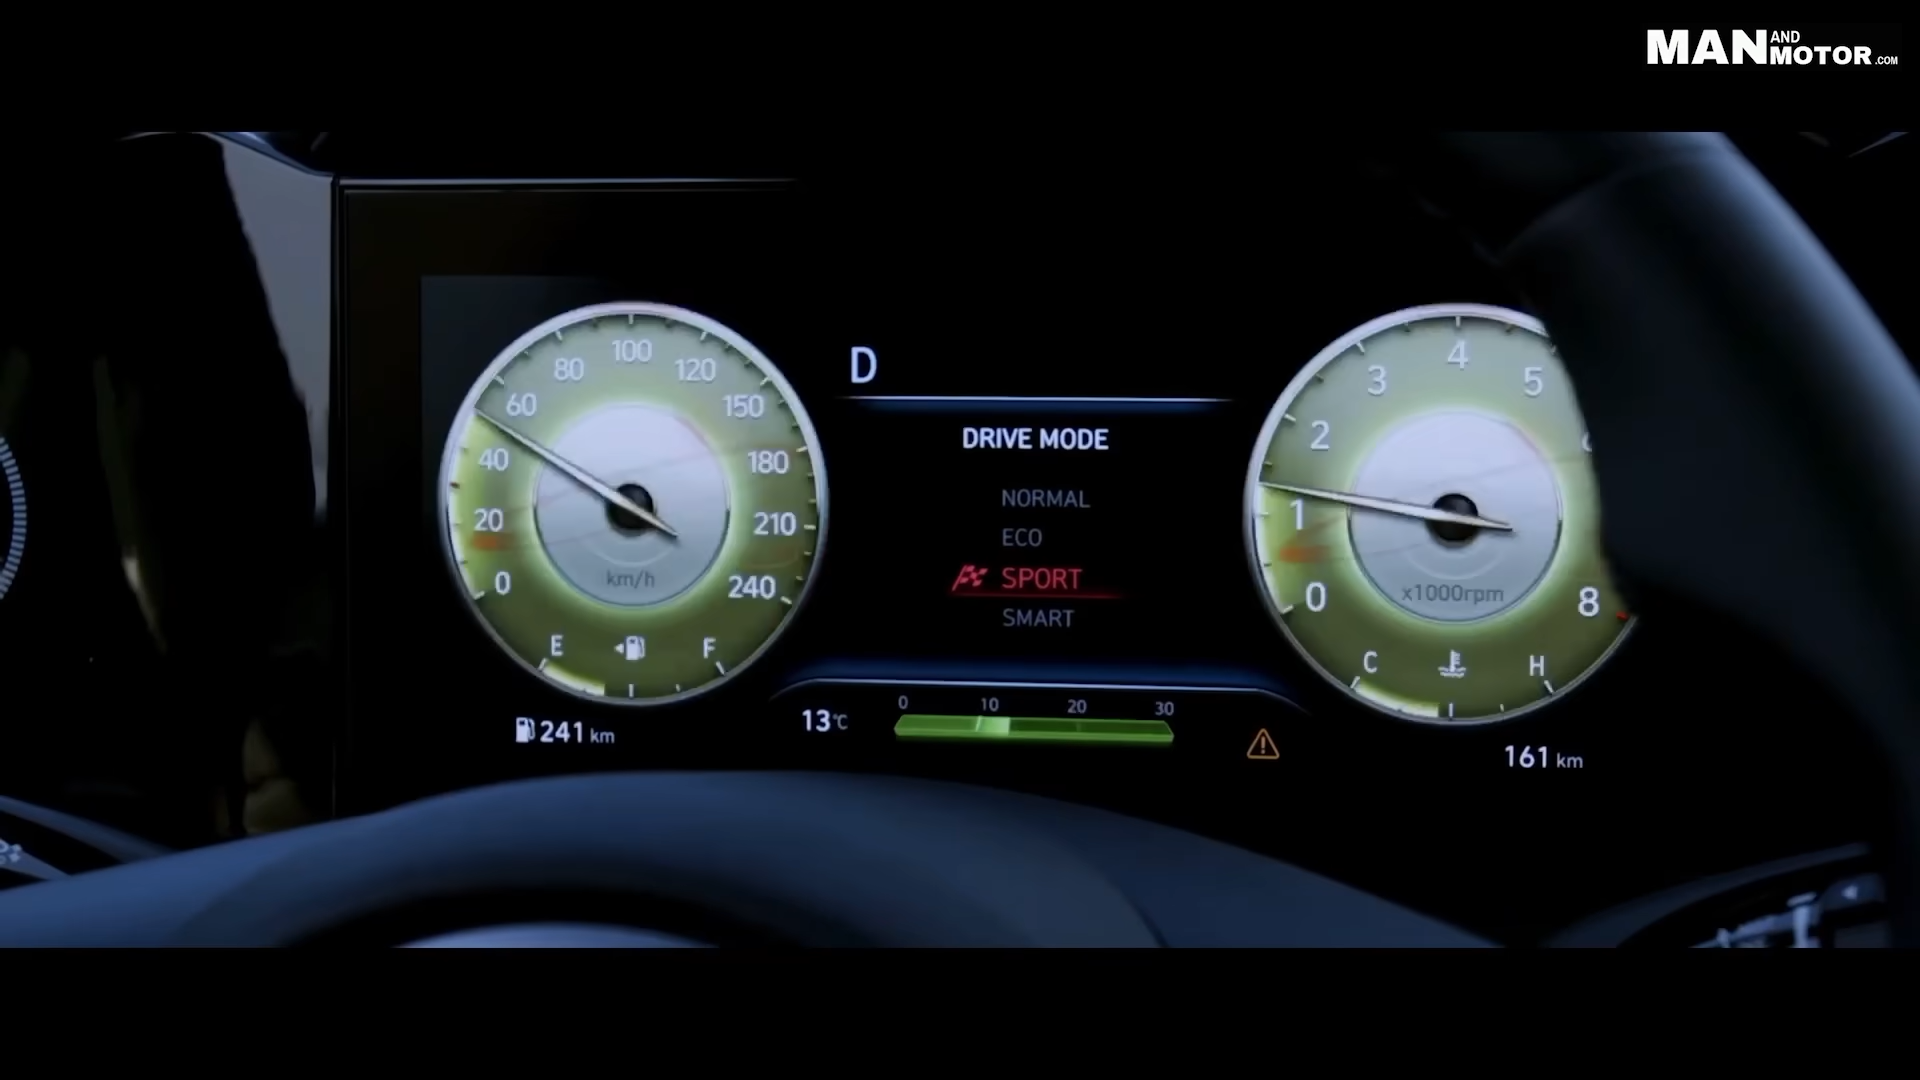 MAN AND MOTOR.COM
100
80 120
60 150
40 180
20 210
0 240
km/h
E F
241 km
D
DRIVE MODE
NORMAL
ECO
SPORT
SMART
13°C
0 10 20 30
4
3 5
2
1
0 8
x1000rpm
C H
161 km